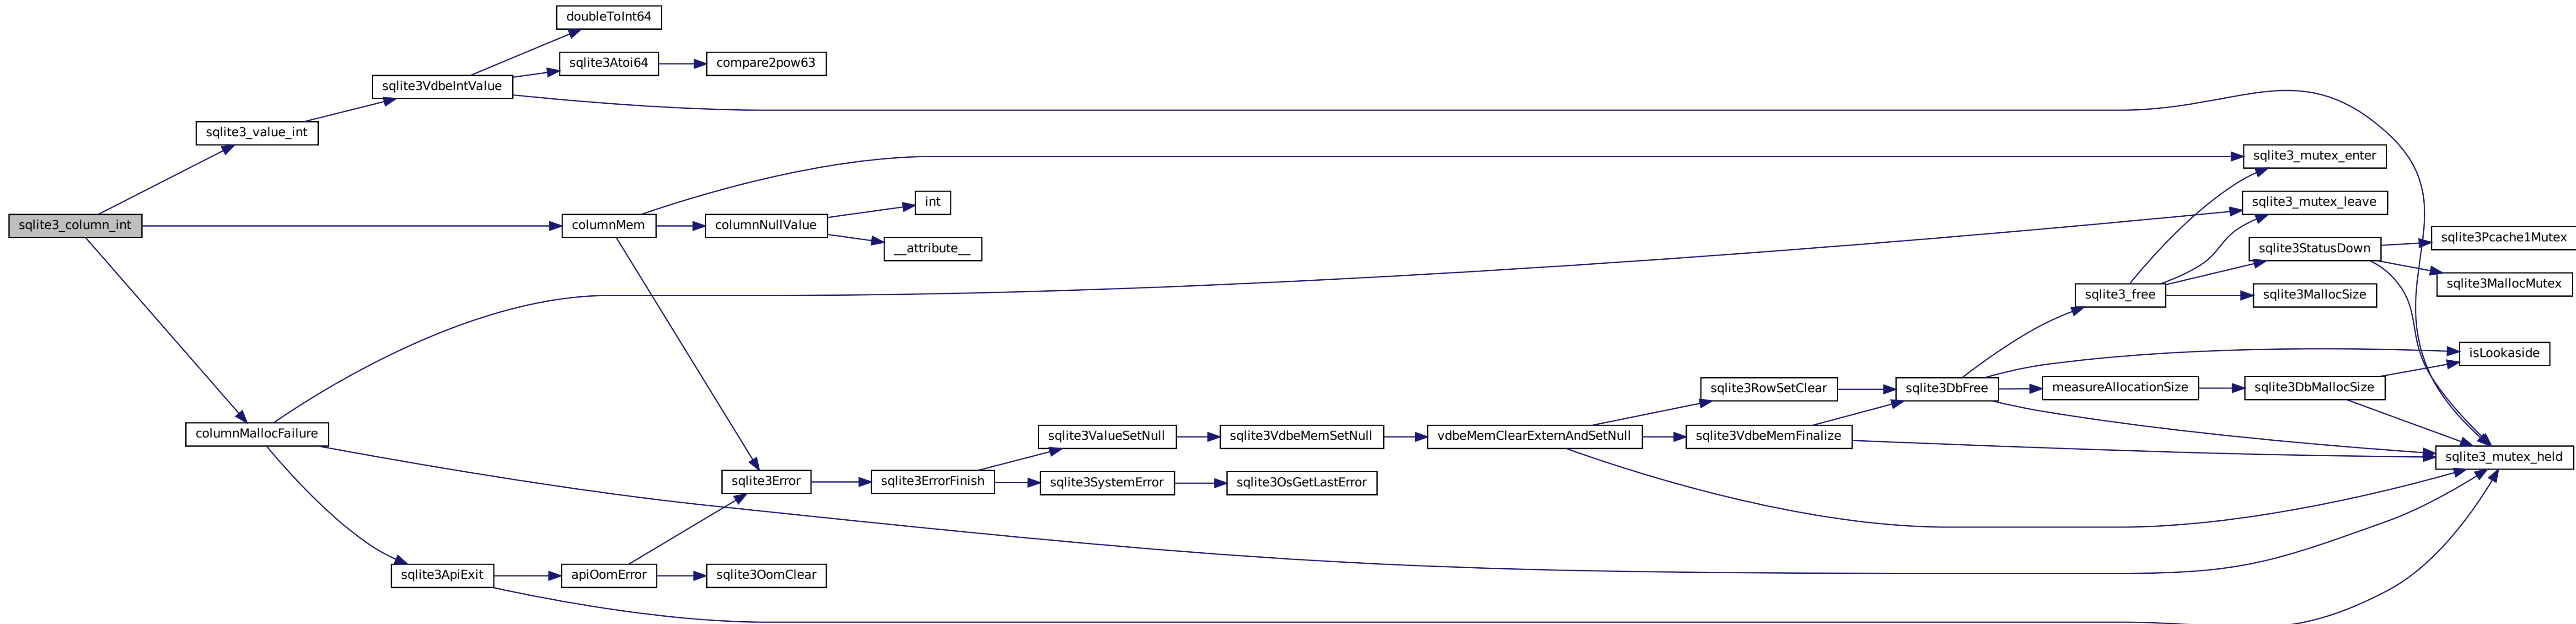 doubleToInt64
sqlite3Atoi64
compare2pow63
sqlite3VdbeIntValue
sqlite3_value_int
sqlite3_mutex_enter
int
sqlite3_mutex_leave
sqlite3_column_int
columnMem
columnNullValue
sqlite3Pcache1Mutex
__attribute__
sqlite3StatusDown
sqlite3MallocMutex
sqlite3_free
sqlite3MallocSize
isLookaside
sqlite3RowSetClear
sqlite3DbFree
measureAllocationSize
sqlite3DbMallocSize
columnMallocFailure
sqlite3ValueSetNull
sqlite3VdbeMemSetNull
vdbeMemClearExternAndSetNull
sqlite3VdbeMemFinalize
sqlite3_mutex_held
sqlite3Error
sqlite3ErrorFinish
sqlite3SystemError
sqlite3OsGetLastError
sqlite3ApiExit
apiOomError
sqlite3OomClear